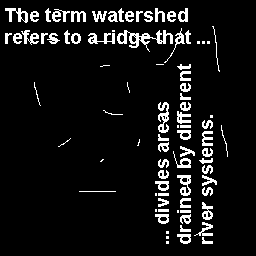 The term watershed
refers to a ridge that ...
... divides areas
drained by different
river systems.